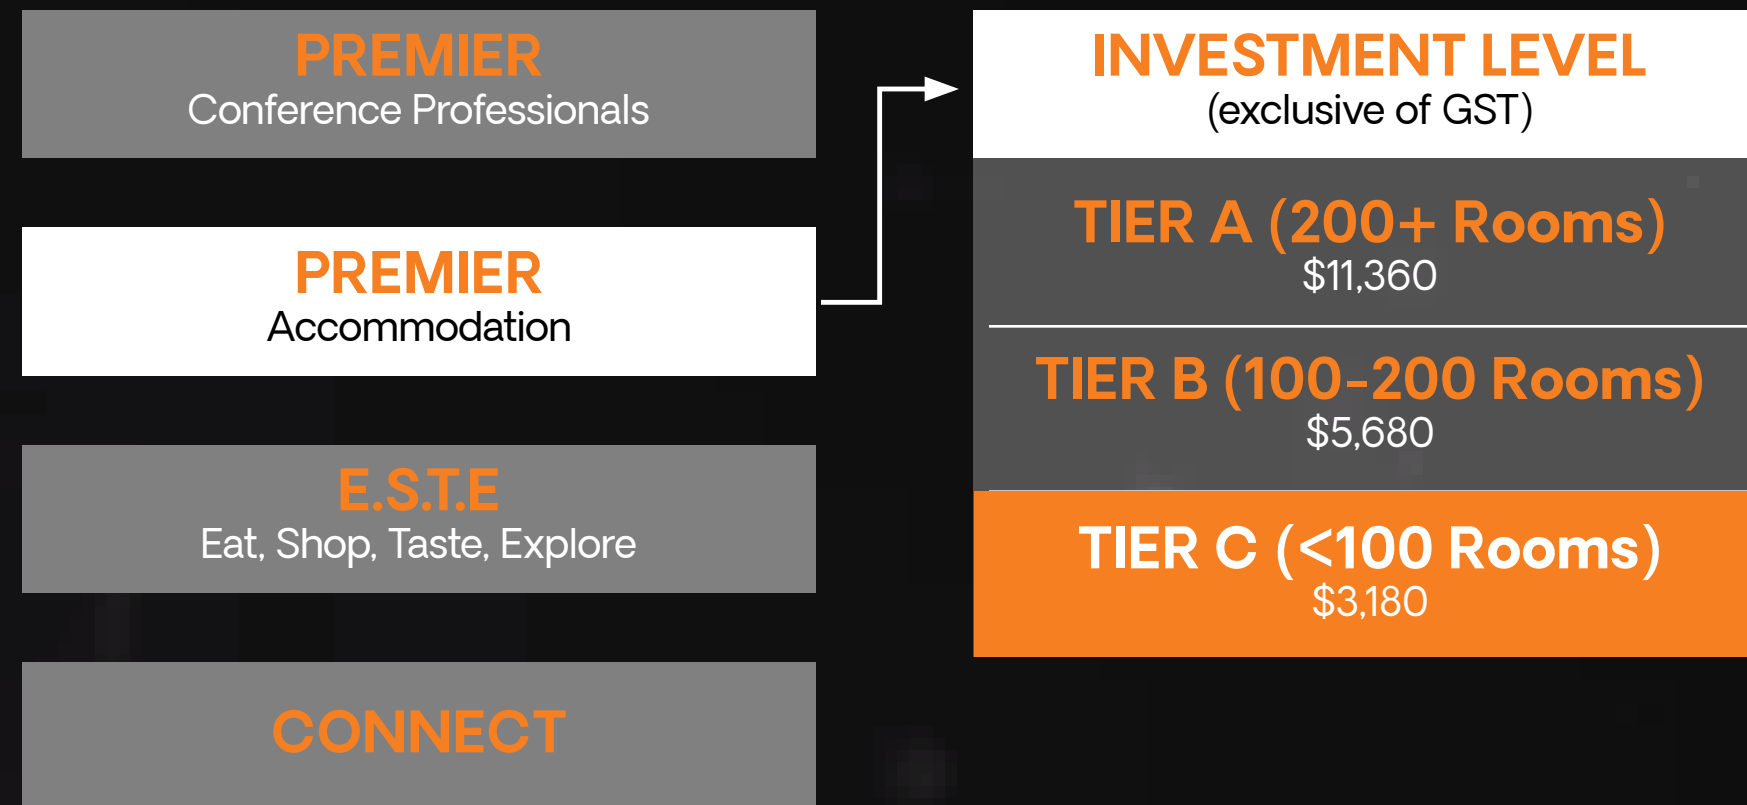 PREMIER
Conference Professionals
PREMIER
Accommodation
E.S.T.E
Eat, Shop, Taste, Explore
CONNECT
INVESTMENT LEVEL
(exclusive of GST)
TIER A (200+ Rooms)
$11,360
TIER B (100-200 Rooms)
$5,680
TIER C (<100 Rooms)
$3,180